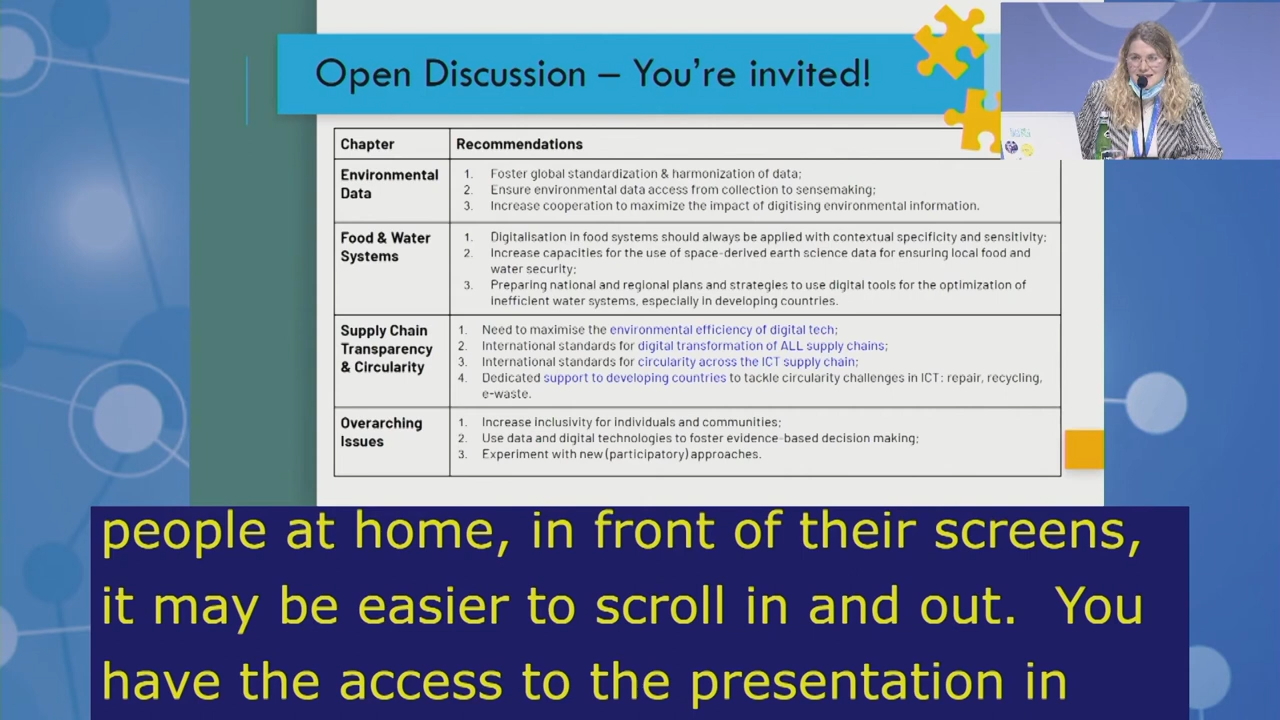 Open Discussion – You're invited!
Chapter Recommendations
Environmental
Data
1. Foster global standardization & harmonization of data;
2. Ensure environmental data access from collection to sensemaking;
3. Increase cooperation to maximize the impact of digitising environmental information.
Food & Water
Systems
1. Digitalisation in food systems should always be applied with contextual specificity and sensitivity;
2. Increase capacities for the use of space-derived earth science data for ensuring local food and
water security;
3. Preparing national and regional plans and strategies to use digital tools for the optimization of
inefficient water systems, especially in developing countries.
Supply Chain
Transparency
& Circularity
1. Need to maximise the environmental efficiency of digital tech;
2. International standards for digital transformation of ALL supply chains;
3. International standards for circularity across the ICT supply chain;
4. Dedicated support to developing countries to tackle circularity challenges in ICT: repair, recycling,
e-waste.
Overarching
Issues
1. Increase inclusivity for individuals and communities;
2. Use data and digital technologies to foster evidence-based decision making;
3. Experiment with new (participatory) approaches.
people at home, in front of their screens,
it may be easier to scroll in and out.  You
have the access to the presentation in